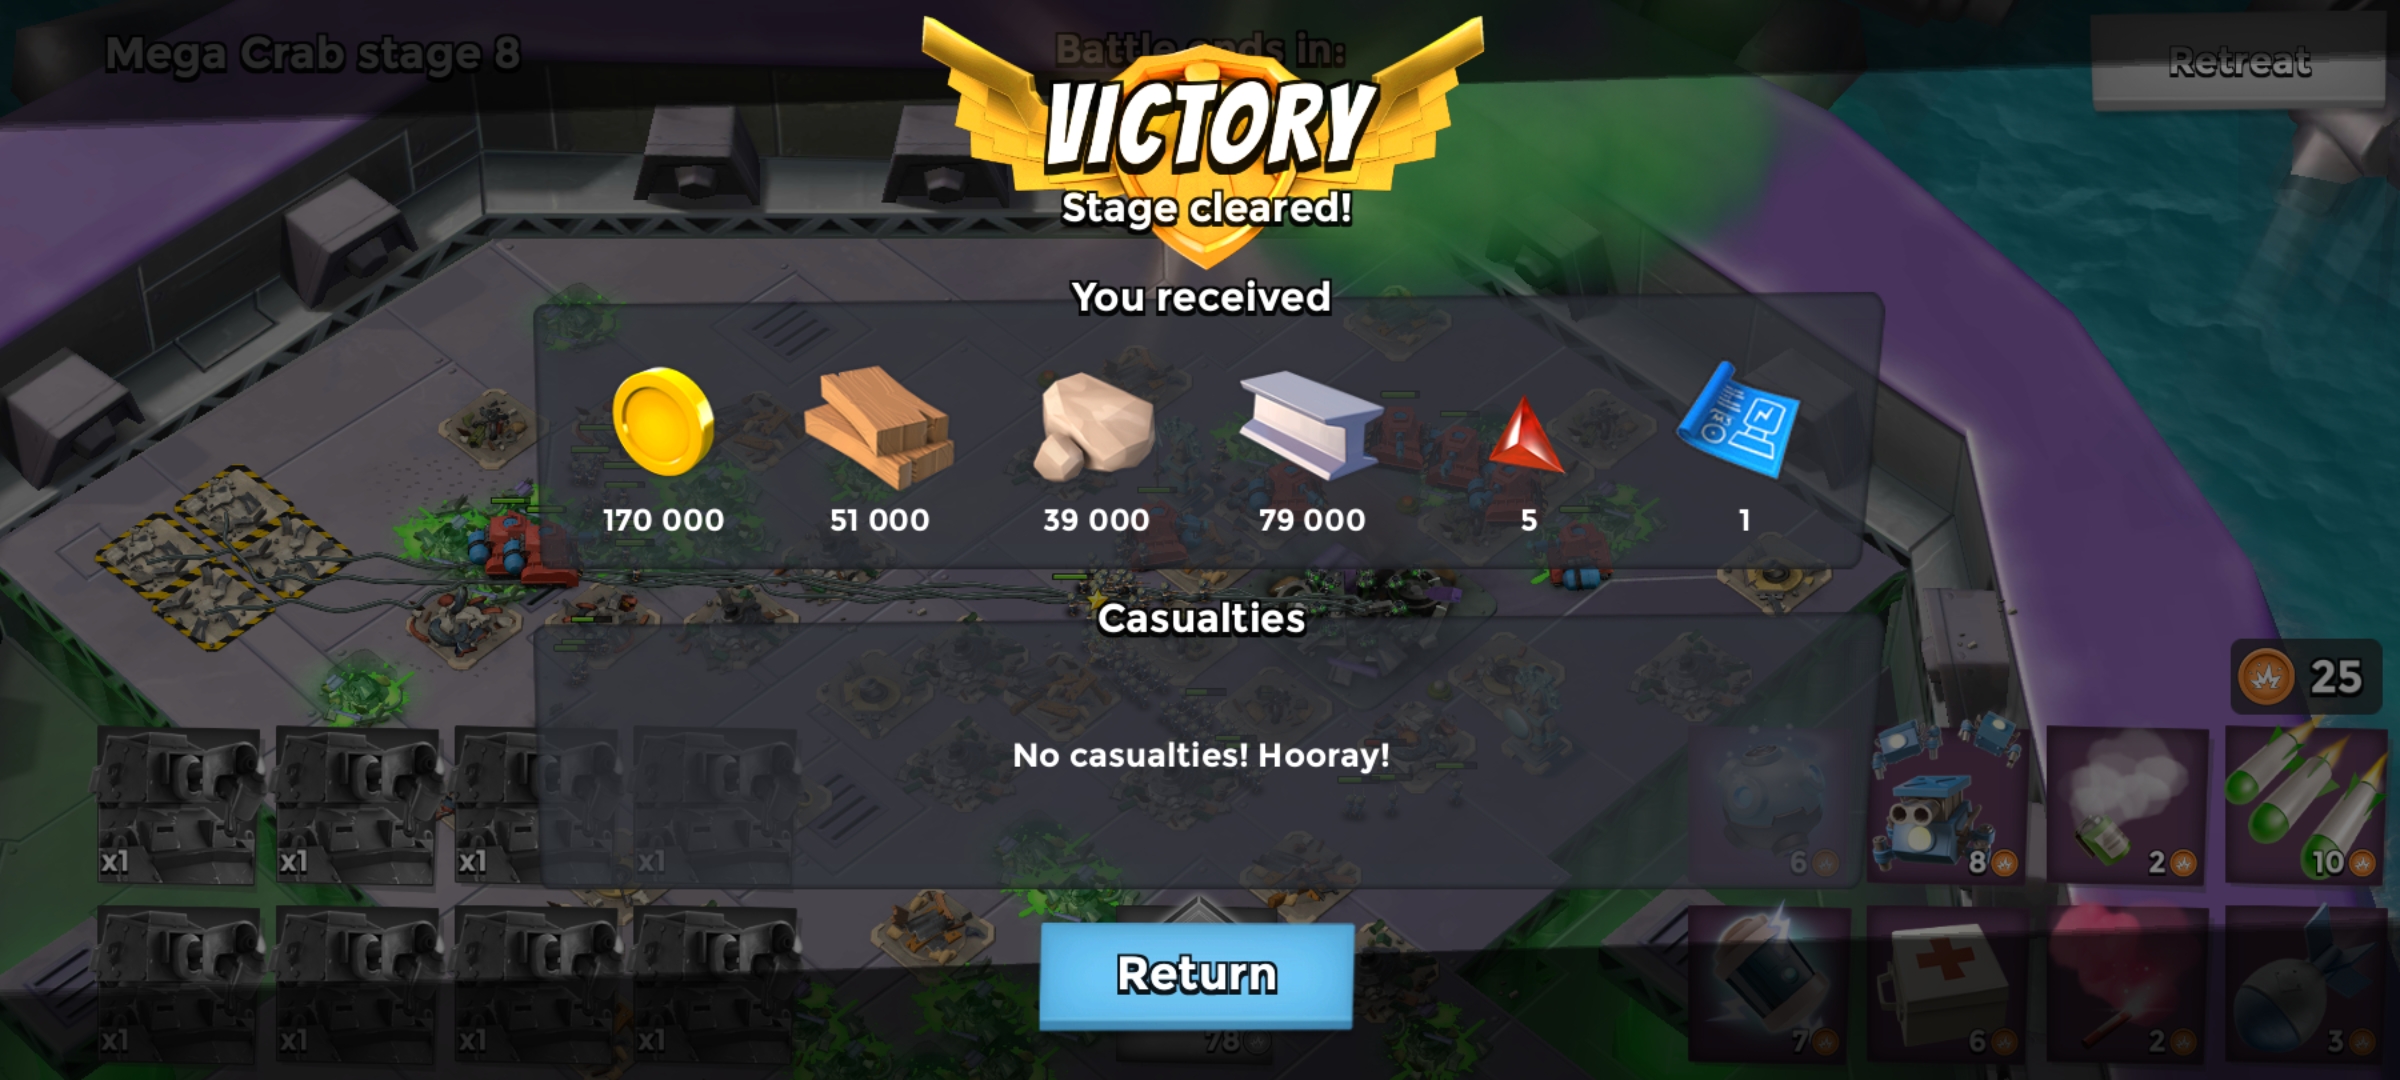 Mega Crab stage 8
Battle ends in:
Retreat
VICTORY
Stage cleared!
You received
170 000
51 000
39 000
79 000
5
1
Casualties
No casualties! Hooray!
25
x1
x1
x1
x1
6
8
2
10
x1
x1
x1
x1
Return
78
7
6
2
3